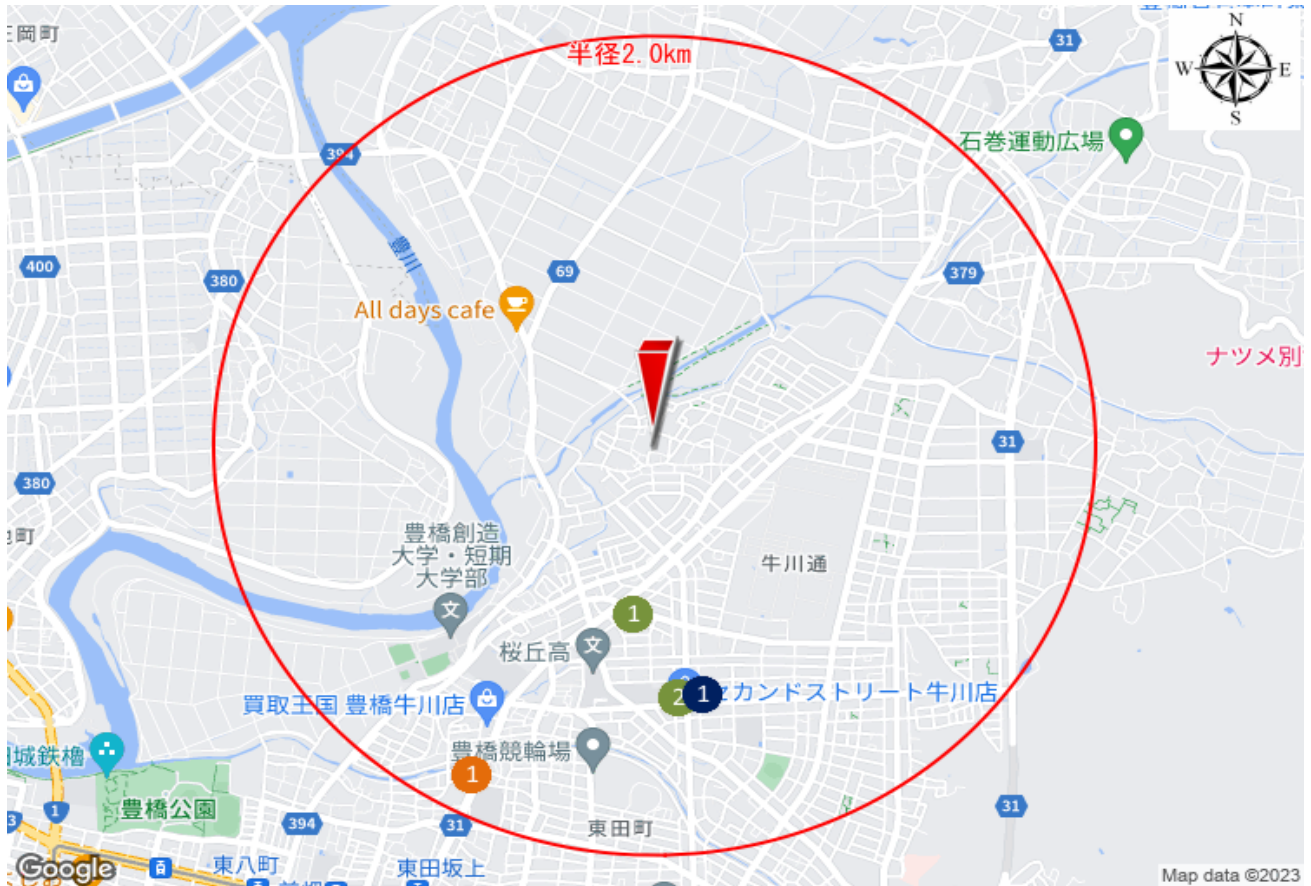 三岡町
半径2.0km
31
N
W
E
S
石巻運動広場
394
豊川
400
380
69
379
All days cafe
ナツメ別
31
380
豊橋創造
大学・短期
大学部
牛川通
1
桜丘高
買取王国 豊橋牛川店
2
1
セカンドストリート牛川店
城鉄櫓
豊橋競輪場
1
豊橋公園
1
3
394
31
東田町
31
東八町
東田坂上
Google
Map data ©2023